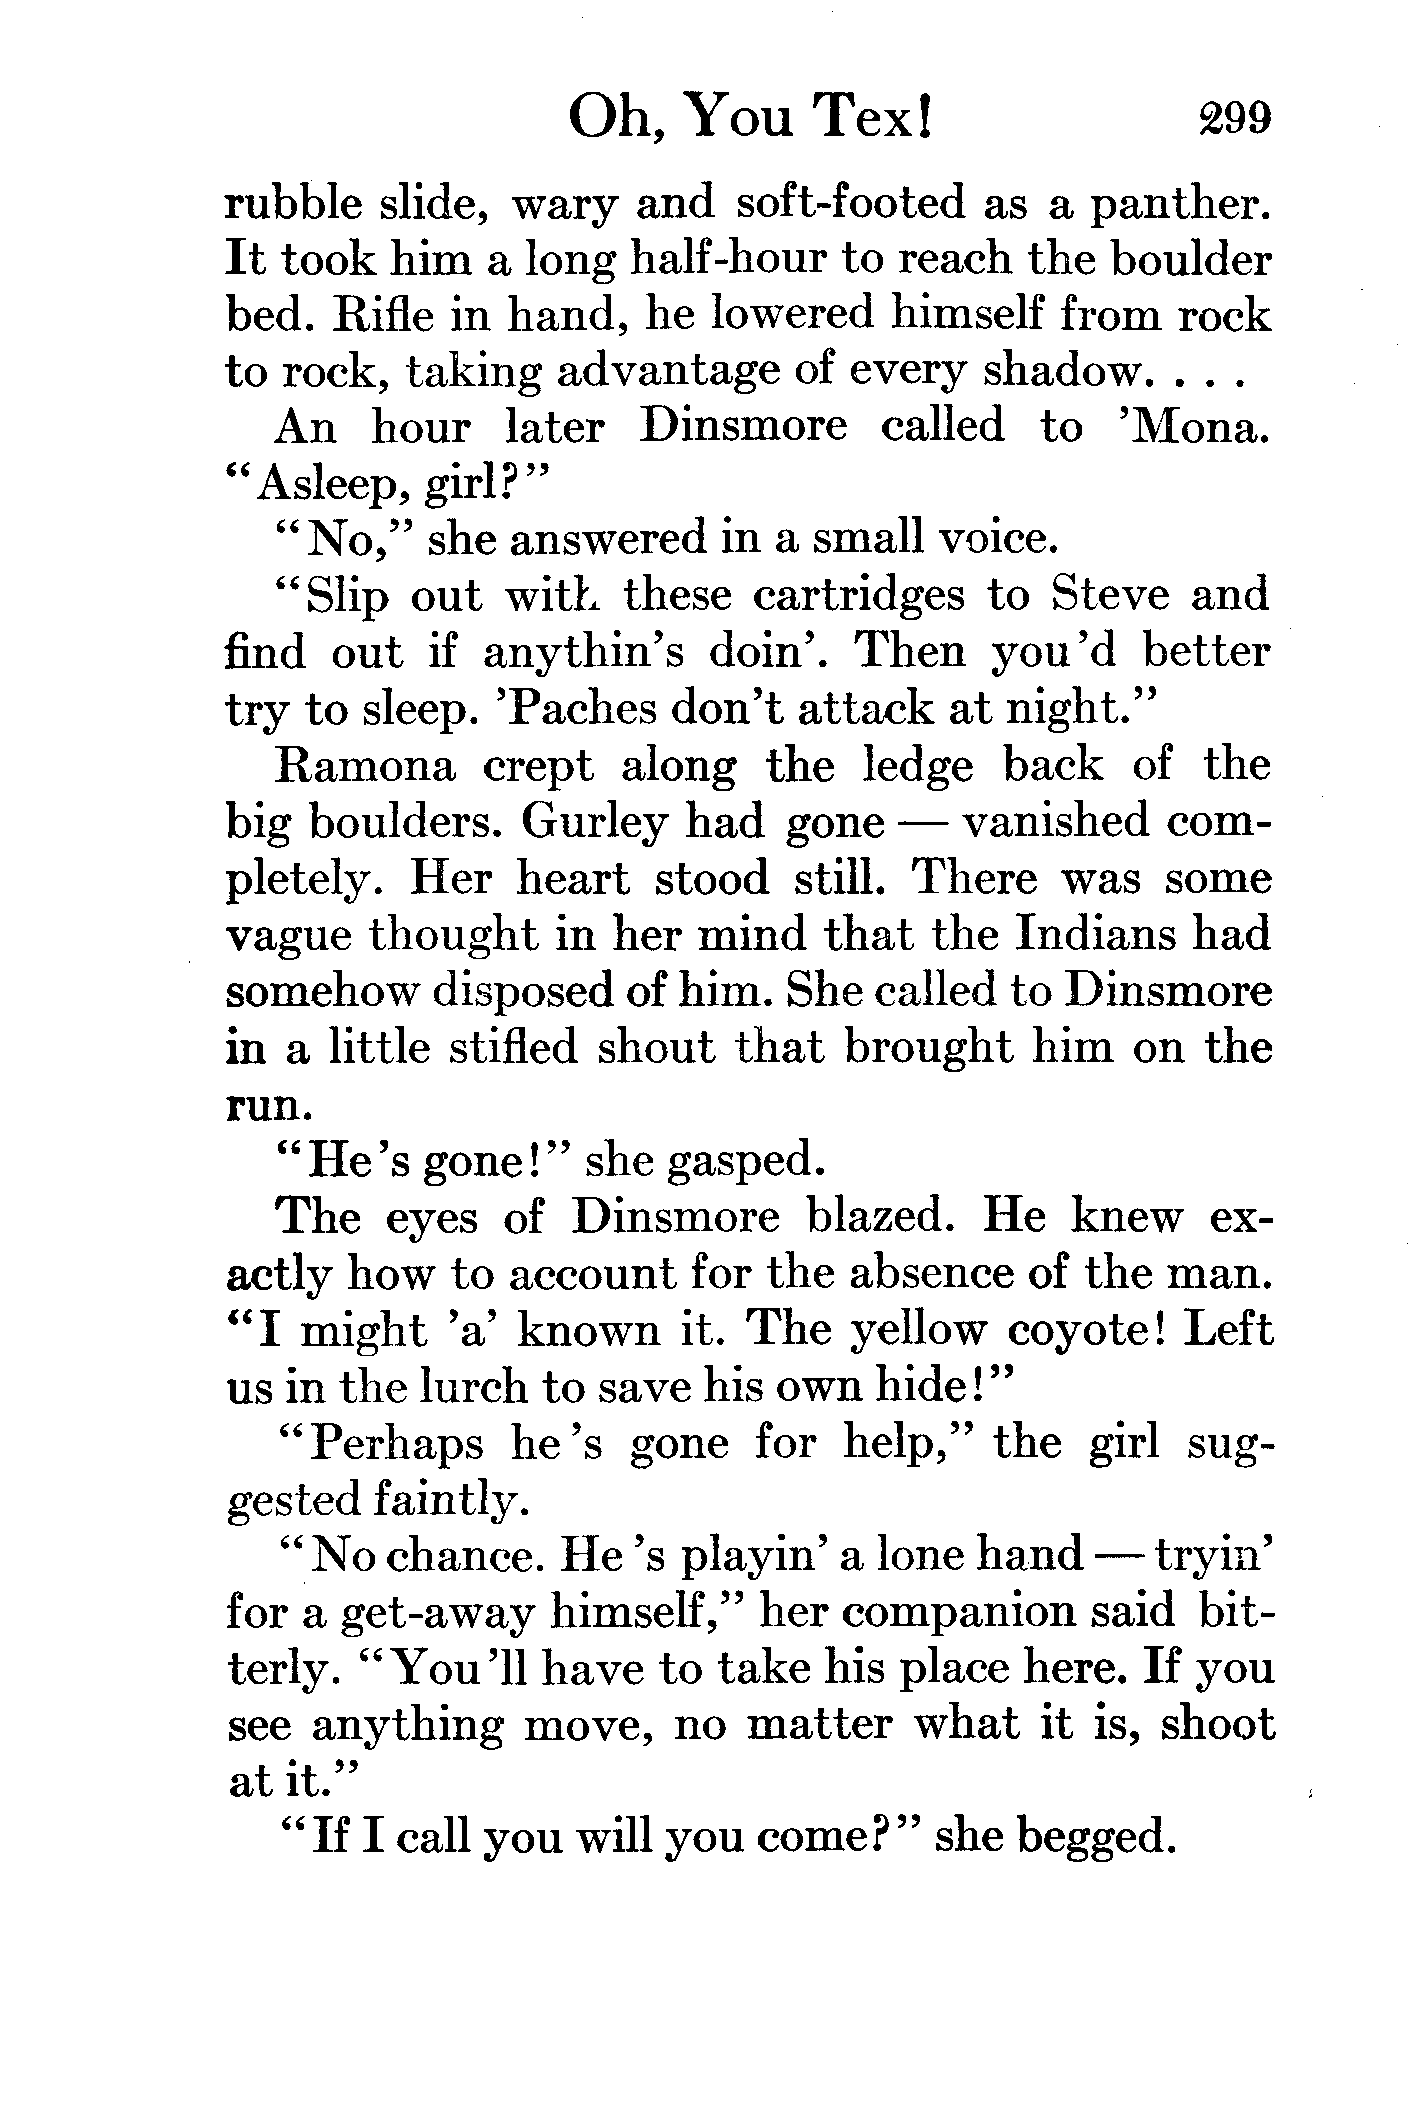 Oh, You Tex! 299
rubble slide, wary and soft-footed as a panther.
It took him a long half-hour to reach the boulder
bed. Rifle in hand, he lowered himself from rock
to rock, taking advantage of every shadow. . . .
An hour later Dinsmore called to ’Mona.
“Asleep, girl?”
“No,” she answered in a small voice.
“Slip out with these cartridges to Steve and
find out if anythin’s doin’. Then you’d better
try to sleep. ’Paches don’t attack at night.”
Ramona crept along the ledge back of the
big boulders. Gurley had gone — vanished com-
pletely. Her heart stood still. There was some
vague thought in her mind that the Indians had
somehow disposed of him. She called to Dinsmore
in a little stifled shout that brought him on the
run.
“He’s gone!” she gasped.
The eyes of Dinsmore blazed. He knew ex-
actly how to account for the absence of the man.
“I might ’a’ known it. The yellow coyote! Left
us in the lurch to save his own hide!”
“Perhaps he’s gone for help,” the girl sug-
gested faintly.
“No chance. He’s playin’ a lone hand — tryin’
for a get-away himself,” her companion said bit-
terly. “You’ll have to take his place here. If you
see anything move, no matter what it is, shoot
at it.”
“If I call you will you come?” she begged.